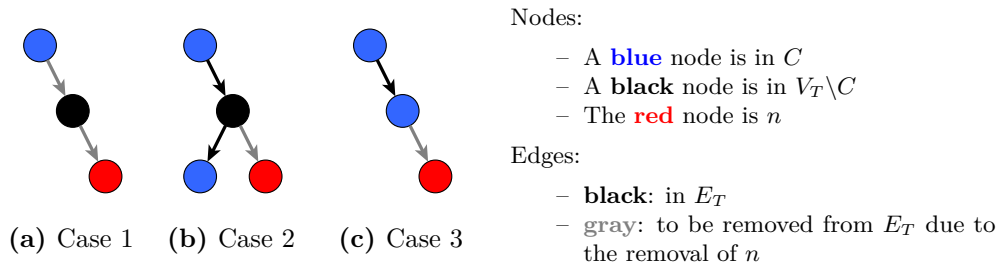 Nodes:
– A blue node is in C
– A black node is in V_T\C
– The red node is n
Edges:
– black: in E_T
– gray: to be removed from E_T due to
the removal of n
(a) Case 1 (b) Case 2 (c) Case 3